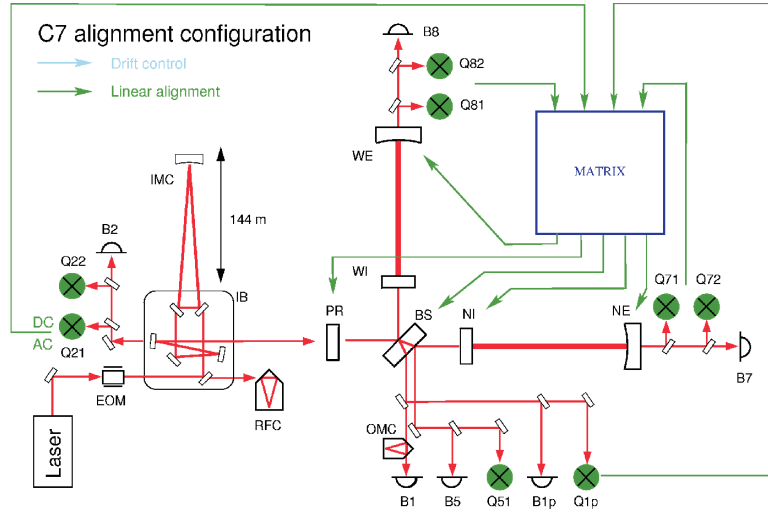 C7 alignment configuration
Drift control
Linear alignment
B8
Q82
Q81
WE
MATRIX
IMC
144 m
B2
Q22
IB
WI
PR
BS
NI
NE
Q71
Q72
DC
AC
Q21
EOM
RFC
B7
Laser
OMC
B1
B5
Q51
B1p
Q1p